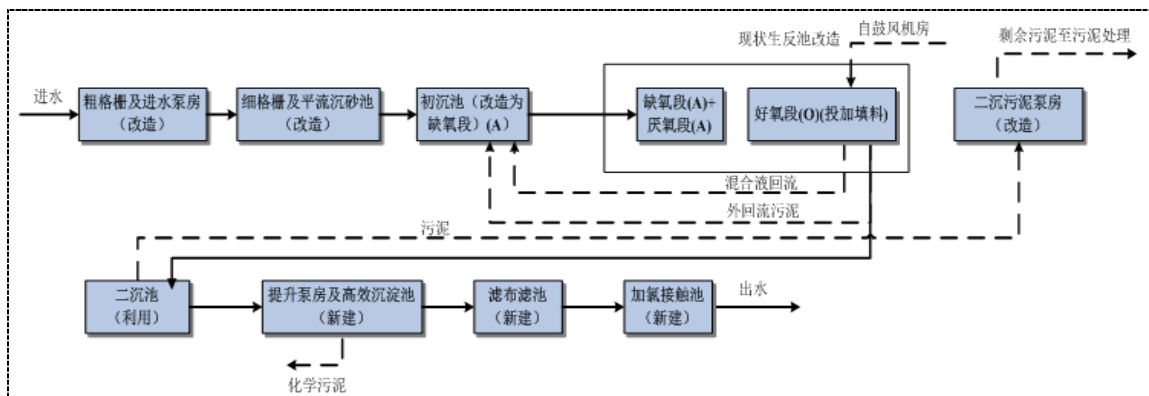 自鼓风机房
现状生反池改造
剩余污泥至污泥处理
进水
粗格栅及进水泵房
（改造）
细格栅及平流沉砂池
（改造）
初沉池（改造为
缺氧段）(A)
缺氧段(A)+
厌氧段(A)
好氧段(O)(投加填料)
二沉污泥泵房
（改造）
混合液回流
外回流污泥
污泥
二沉池
（利用）
提升泵房及高效沉淀池
（新建）
滤布滤池
（新建）
加氯接触池
（新建）
出水
化学污泥